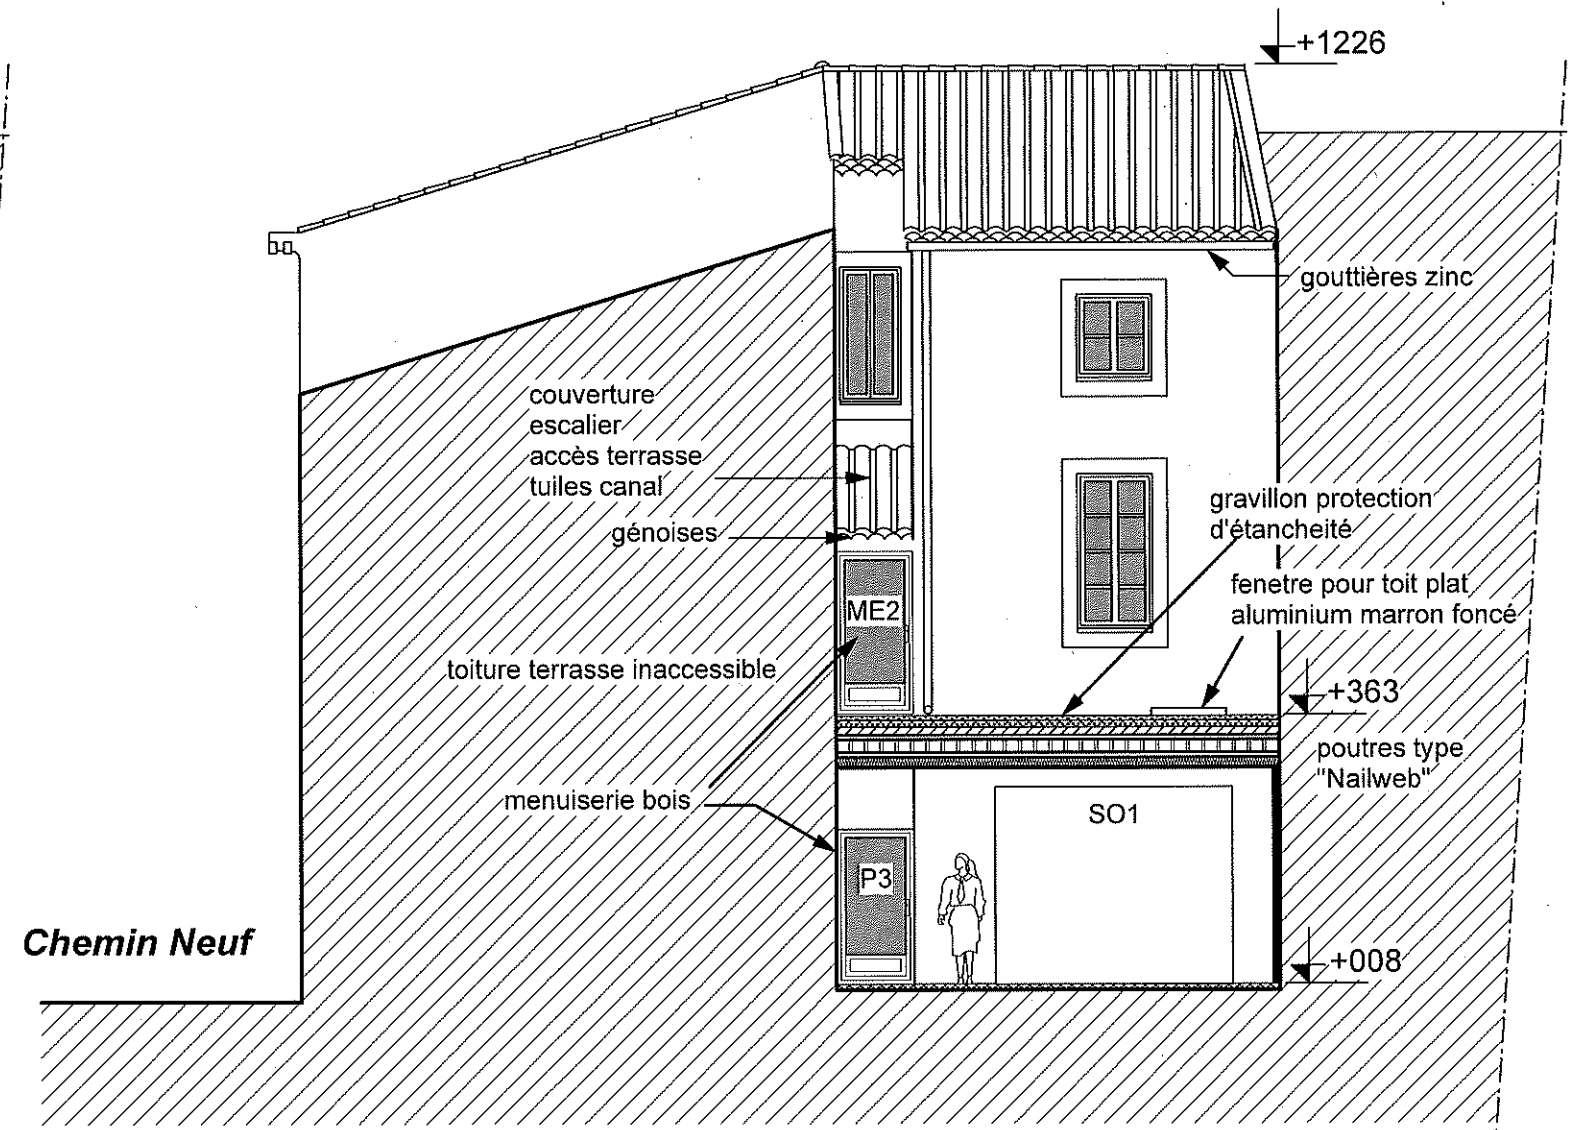 +1226
gouttières zinc
couverture
escalier
accès terrasse
tuiles canal
génoises
gravillon protection
d'étancheité
fenetre pour toit plat
aluminium marron foncé
ME2
toiture terrasse inaccessible
+363
poutres type
"Nailweb"
menuiserie bois
SO1
P3
Chemin Neuf
+008